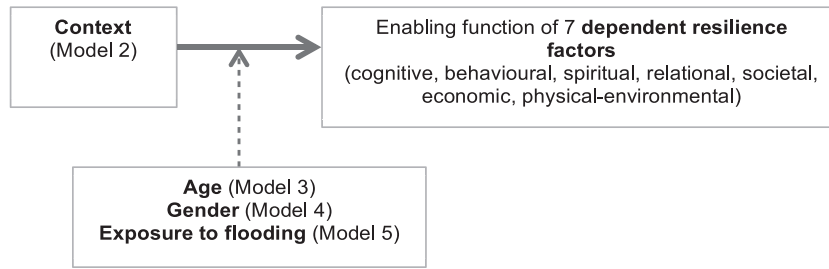 Context
(Model 2)
Enabling function of 7 dependent resilience
factors
(cognitive, behavioural, spiritual, relational, societal,
economic, physical-environmental)
Age (Model 3)
Gender (Model 4)
Exposure to flooding (Model 5)